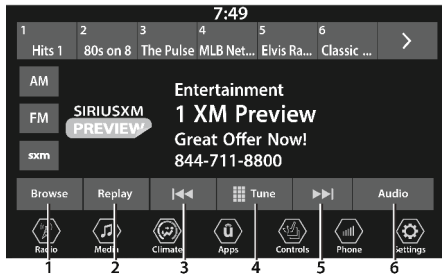 7:49
1 2 3 4 5 6
Hits 1 80s on 8 The Pulse MLB Net... Elvis Ra... Classic ...
AM
FM
sxm
SIRIUSXM
PREVIEW
Entertainment
1 XM Preview
Great Offer Now!
844-711-8800
Browse Replay Tune Audio
Radio Media Climate Apps Controls Phone Settings
1 2 3 4 5 6